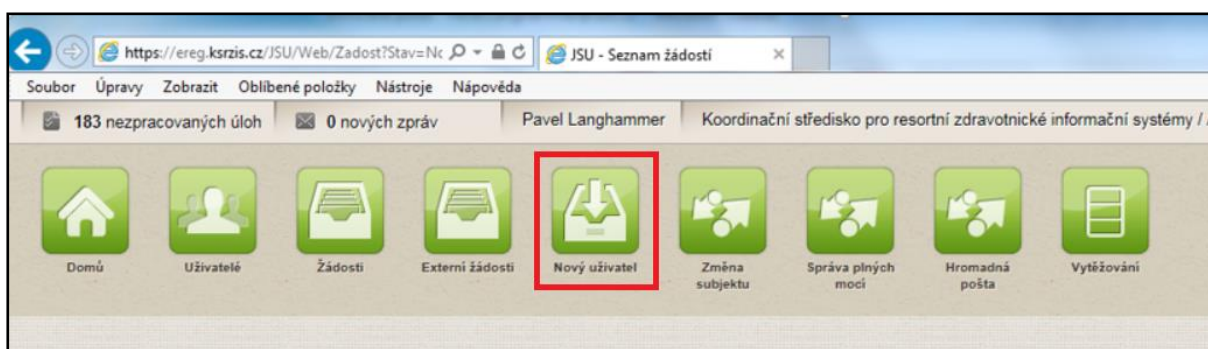 https://ereg.ksrzis.cz/JSU/Web/Zadost?Stav=Nc
JSU - Seznam žádostí
Soubor Úpravy Zobrazit Oblíbené položky Nástroje Nápověda
183 nezpracovaných úloh 0 nových zpráv Pavel Langhammer Koordinační středisko pro resortní zdravotnické informační systémy /
Domů Uživatelé Žádosti Externí žádosti Nový uživatel Změna subjektu Správa plných mocí Hromadná pošta Vytěžování